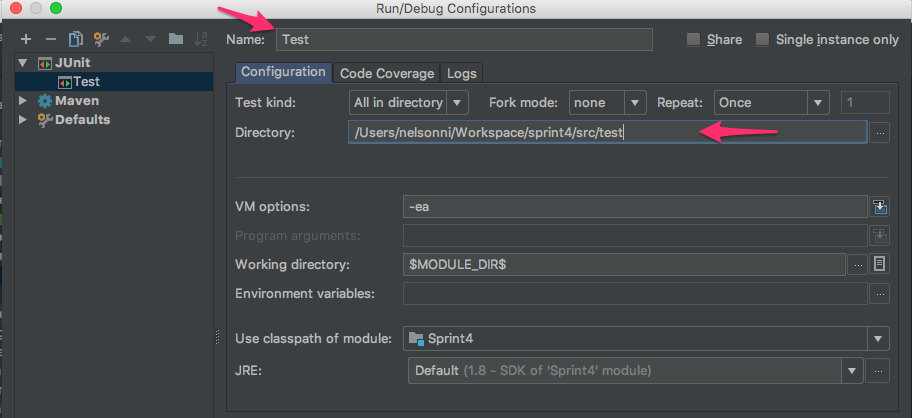 Run/Debug Configurations
Name: Test Share Single instance only
JUnit
Test
Maven
Defaults
Configuration Code Coverage Logs
Test kind: All in directory Fork mode: none Repeat: Once 1
Directory: /Users/nelsonni/Workspace/sprint4/src/test ...
VM options: -ea
Program arguments:
Working directory: $MODULE_DIR$ ...
Environment variables: ...
Use classpath of module: Sprint4
JRE: Default (1.8 - SDK of 'Sprint4' module) ...